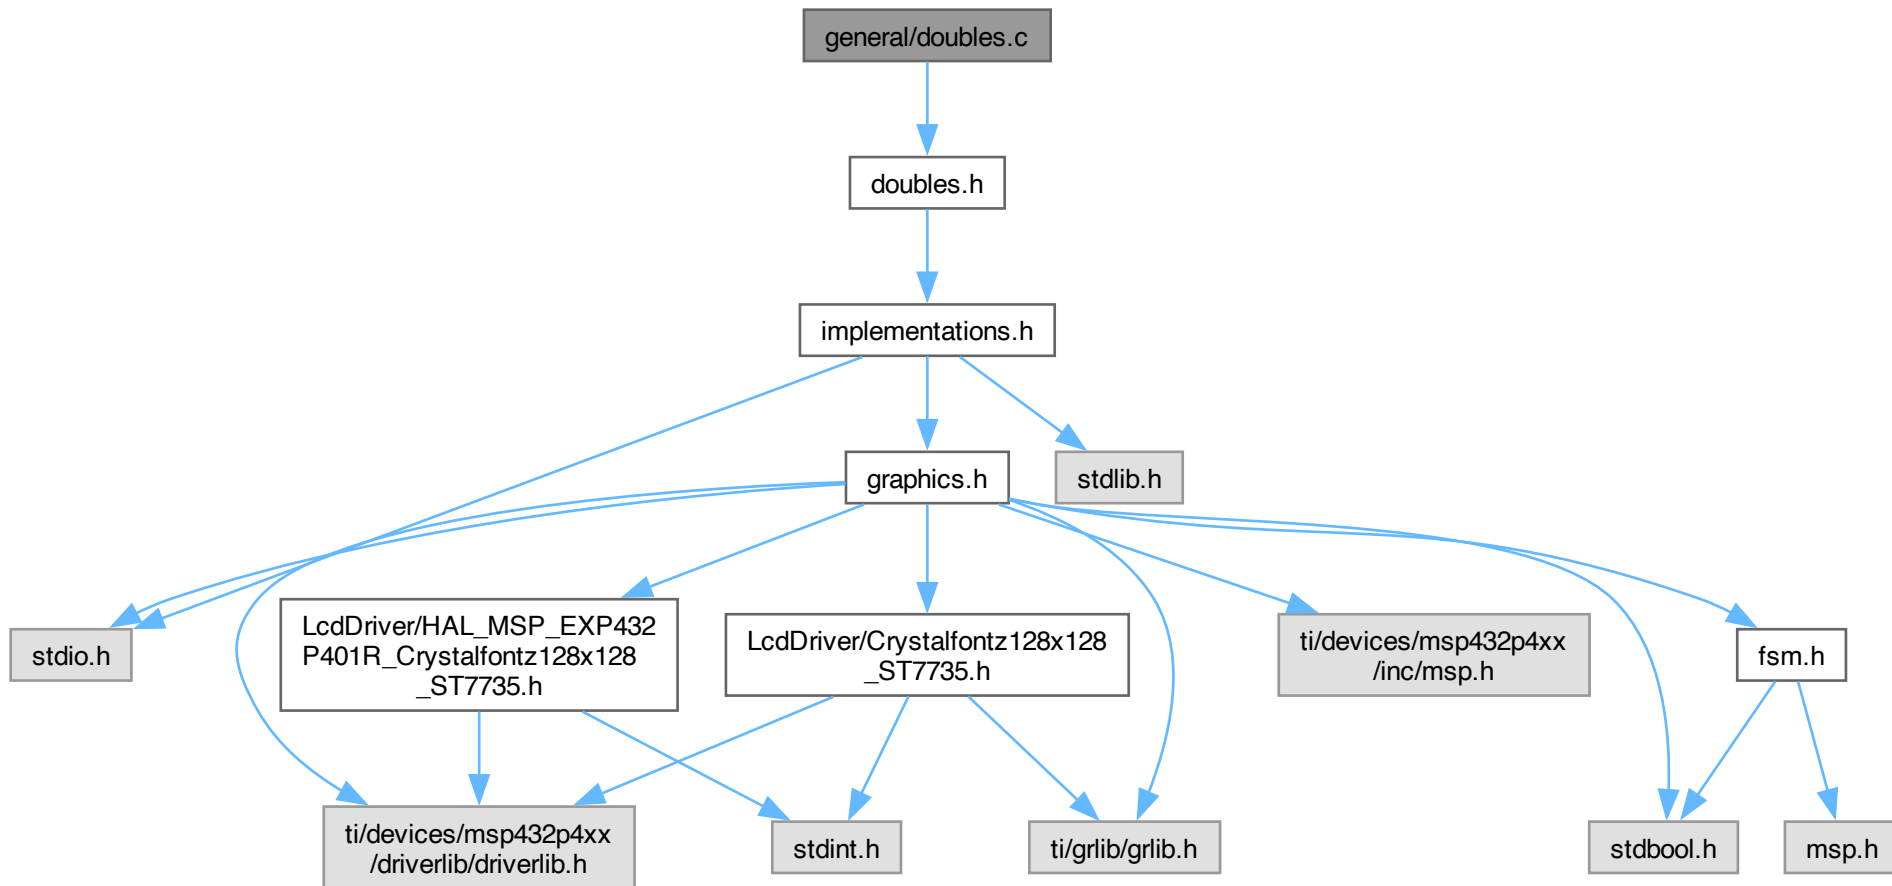 general/doubles.c
doubles.h
implementations.h
graphics.h
stdlib.h
stdio.h
LcdDriver/HAL_MSP_EXP432
P401R_Crystalfontz128x128
_ST7735.h
LcdDriver/Crystalfontz128x128
_ST7735.h
ti/devices/msp432p4xx
/inc/msp.h
fsm.h
ti/devices/msp432p4xx
/driverlib/driverlib.h
stdint.h
ti/grlib/grlib.h
stdbool.h
msp.h